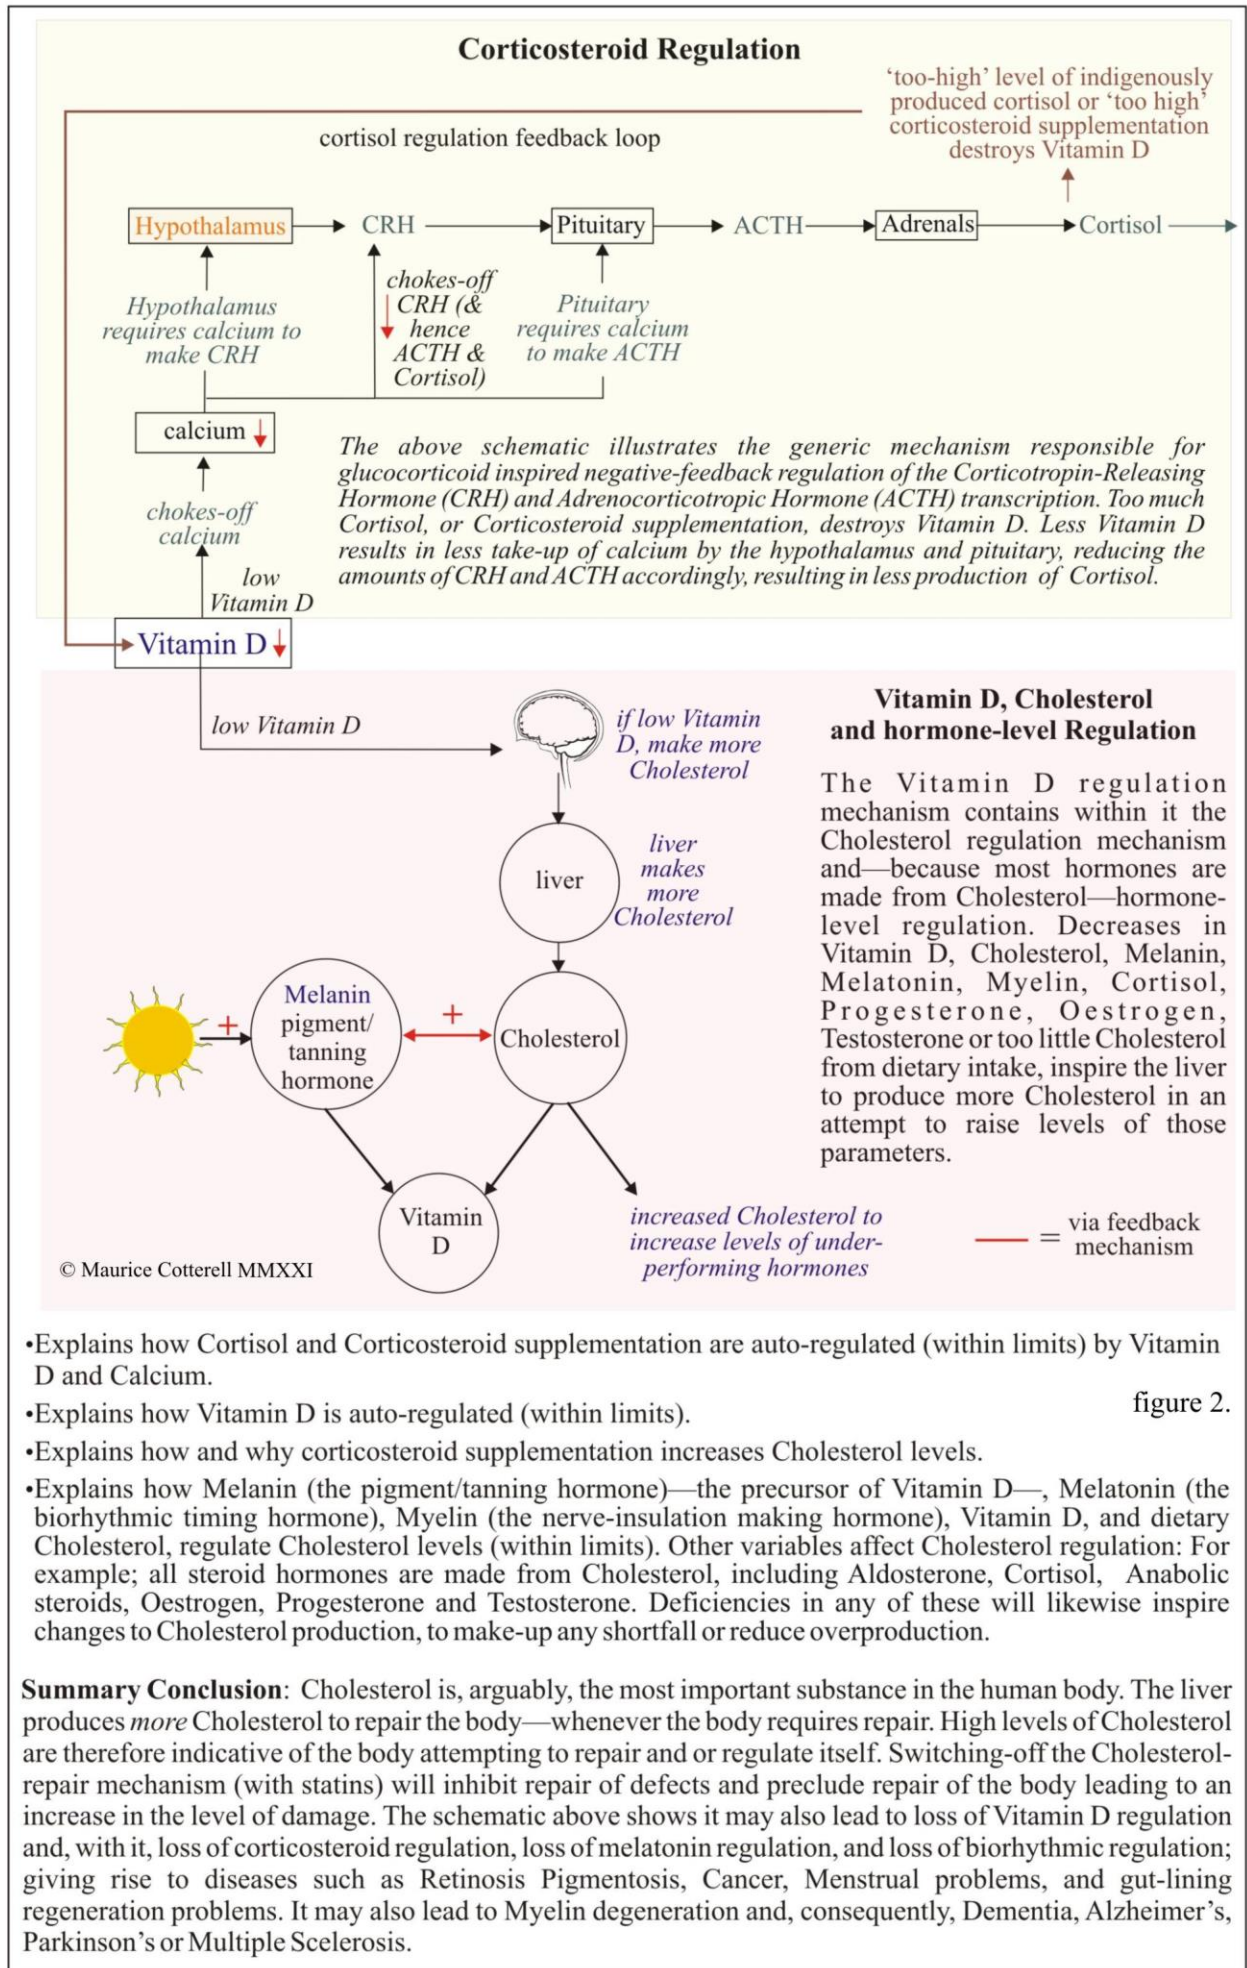 Corticosteroid Regulation
‘too-high’ level of indigenously
produced cortisol or ‘too high’
corticosteroid supplementation
destroys Vitamin D
cortisol regulation feedback loop
Hypothalamus
CRH
Pituitary
ACTH
Adrenals
Cortisol
Hypothalamus
requires calcium to
make CRH
chokes-off
CRH (&
hence
ACTH &
Cortisol)
Pituitary
requires calcium
to make ACTH
calcium
The above schematic illustrates the generic mechanism responsible for
glucocorticoid inspired negative-feedback regulation of the Corticotropin-Releasing
Hormone (CRH) and Adrenocorticotropic Hormone (ACTH) transcription. Too much
Cortisol, or Corticosteroid supplementation, destroys Vitamin D. Less Vitamin D
results in less take-up of calcium by the hypothalamus and pituitary, reducing the
amounts of CRH and ACTH accordingly, resulting in less production of Cortisol.
chokes-off
calcium
low
Vitamin D
Vitamin D
low Vitamin D
if low Vitamin
D, make more
Cholesterol
liver
liver
makes
more
Cholesterol
Vitamin D, Cholesterol
and hormone-level Regulation
The Vitamin D regulation
mechanism contains within it the
Cholesterol regulation mechanism
and—because most hormones are
made from Cholesterol—hormone-
level regulation. Decreases in
Vitamin D, Cholesterol, Melanin,
Melatonin, Myelin, Cortisol,
Progesterone, Oestrogen,
Testosterone or too little Cholesterol
from dietary intake, inspire the liver
to produce more Cholesterol in an
attempt to raise levels of those
parameters.
+
Melanin
pigment/
tanning
hormone
+
Cholesterol
Vitamin
D
increased Cholesterol to
increase levels of under-
performing hormones
= via feedback
mechanism
© Maurice Cotterell MMXXI
•Explains how Cortisol and Corticosteroid supplementation are auto-regulated (within limits) by Vitamin
D and Calcium.
figure 2.
•Explains how Vitamin D is auto-regulated (within limits).
•Explains how and why corticosteroid supplementation increases Cholesterol levels.
•Explains how Melanin (the pigment/tanning hormone)—the precursor of Vitamin D—, Melatonin (the
biorhythmic timing hormone), Myelin (the nerve-insulation making hormone), Vitamin D, and dietary
Cholesterol, regulate Cholesterol levels (within limits). Other variables affect Cholesterol regulation: For
example; all steroid hormones are made from Cholesterol, including Aldosterone, Cortisol, Anabolic
steroids, Oestrogen, Progesterone and Testosterone. Deficiencies in any of these will likewise inspire
changes to Cholesterol production, to make-up any shortfall or reduce overproduction.
Summary Conclusion: Cholesterol is, arguably, the most important substance in the human body. The liver
produces more Cholesterol to repair the body—whenever the body requires repair. High levels of Cholesterol
are therefore indicative of the body attempting to repair and or regulate itself. Switching-off the Cholesterol-
repair mechanism (with statins) will inhibit repair of defects and preclude repair of the body leading to an
increase in the level of damage. The schematic above shows it may also lead to loss of Vitamin D regulation
and, with it, loss of corticosteroid regulation, loss of melatonin regulation, and loss of biorhythmic regulation;
giving rise to diseases such as Retinosis Pigmentosis, Cancer, Menstrual problems, and gut-lining
regeneration problems. It may also lead to Myelin degeneration and, consequently, Dementia, Alzheimer’s,
Parkinson’s or Multiple Scelerosis.